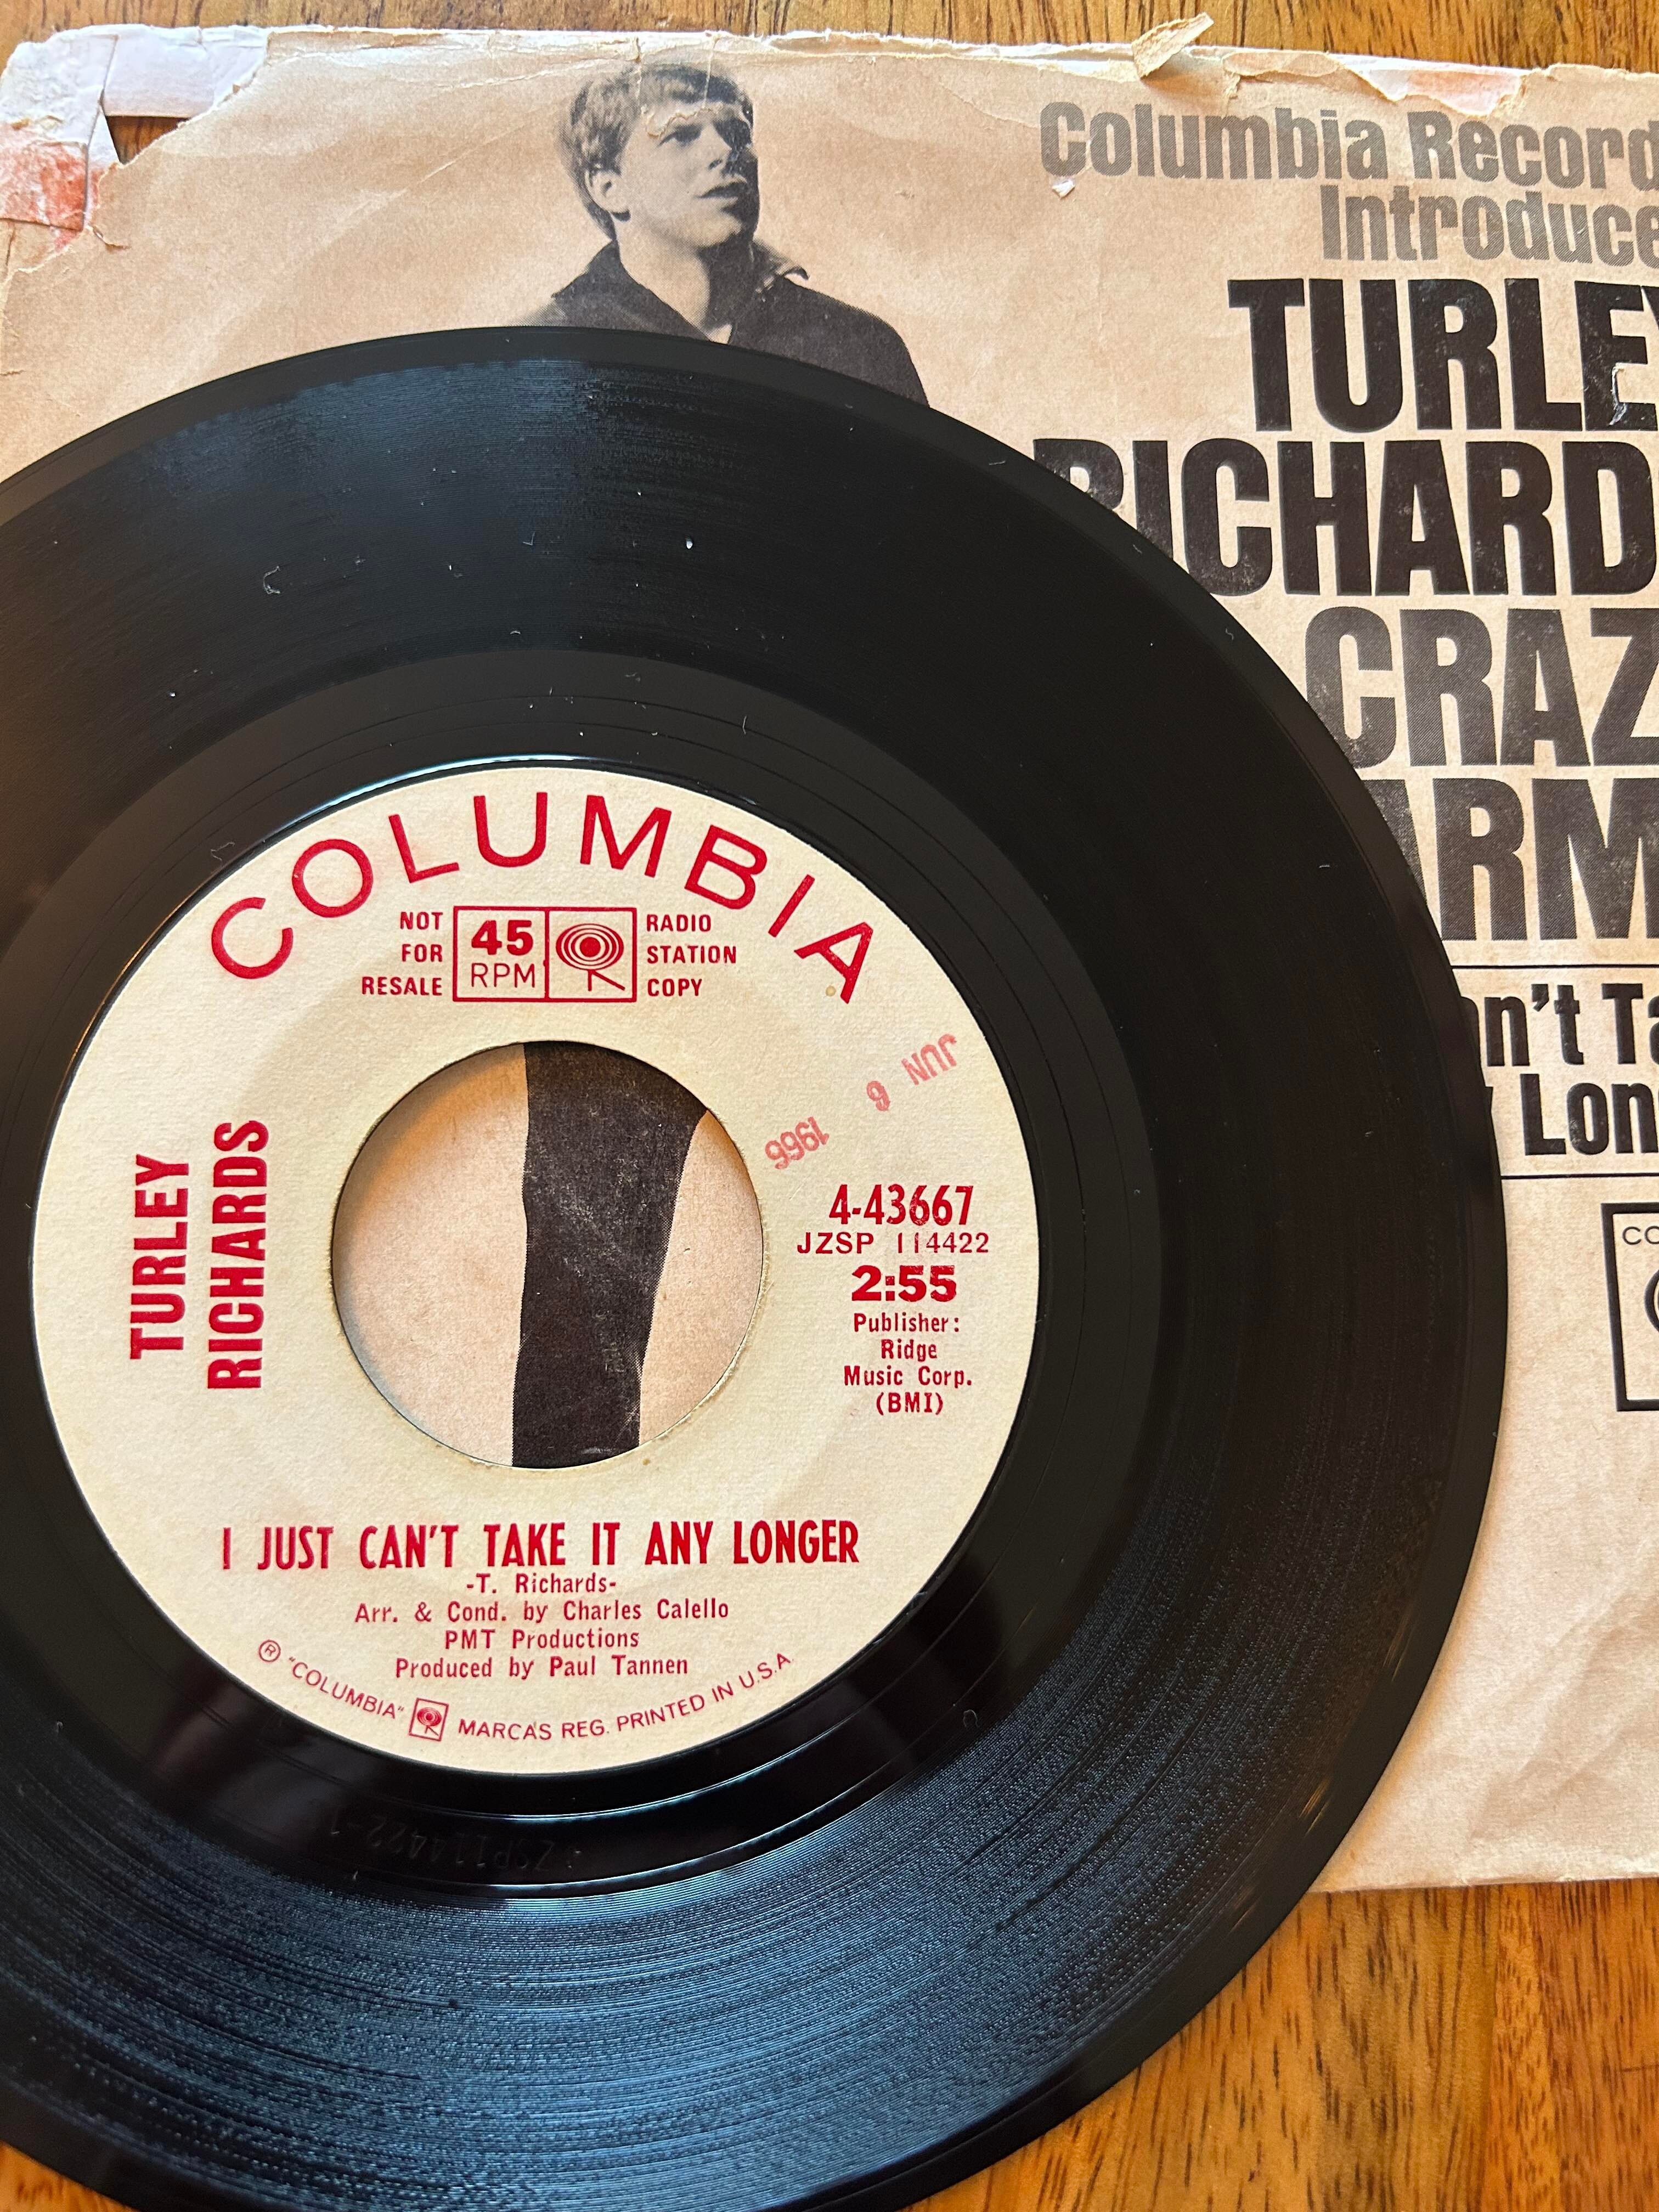 Columbia Record
Introduce
TURLEY
RICHARD
CRAZ
ARM
n't Ta
Lon
CO
COLUMBIA
NOT
FOR
RESALE
45
RPM
RADIO
STATION
COPY
JUN 6 1966
TURLEY
RICHARDS
4-43667
JZSP 114422
2:55
Publisher:
Ridge
Music Corp.
(BMI)
I JUST CAN'T TAKE IT ANY LONGER
-T. Richards-
Arr. & Cond. by Charles Calello
PMT Productions
Produced by Paul Tannen
® "COLUMBIA" MARCAS REG. PRINTED IN U.S.A.